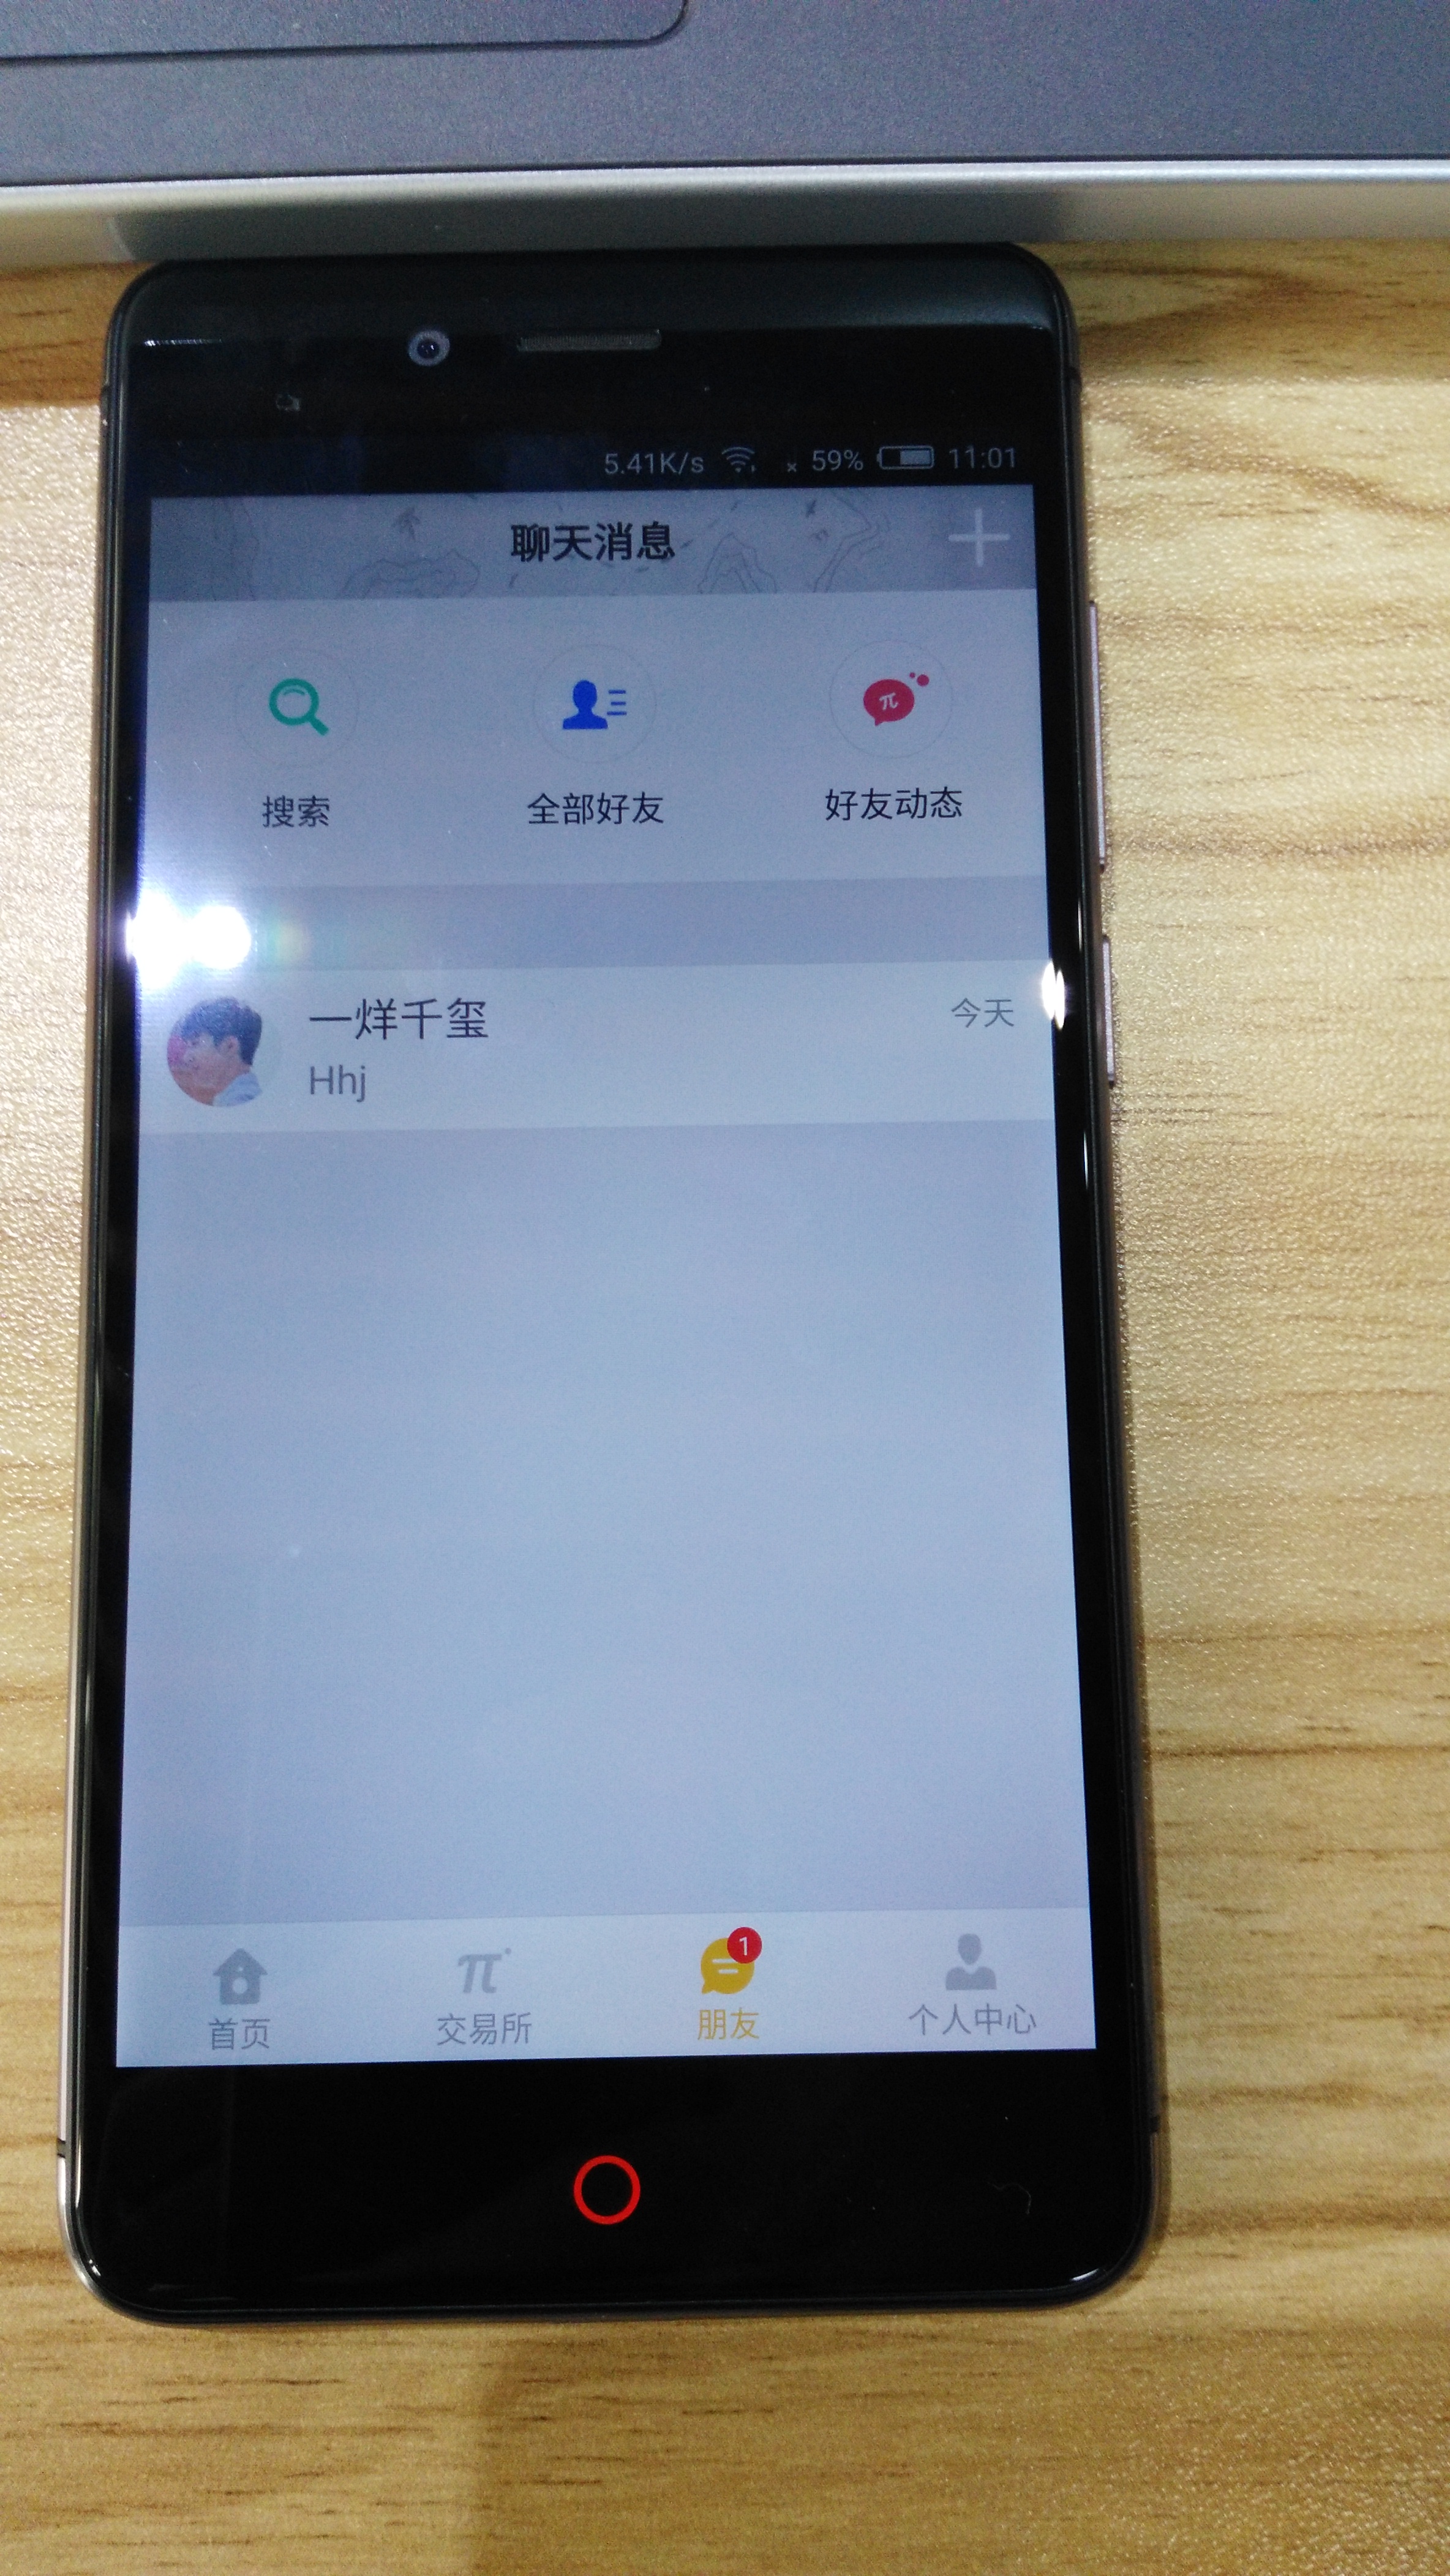 5.41K/s 59% 11:01
聊天消息
搜索 全部好友 好友动态
一烊千玺 今天
Hhj
1
首页 交易所 朋友 个人中心